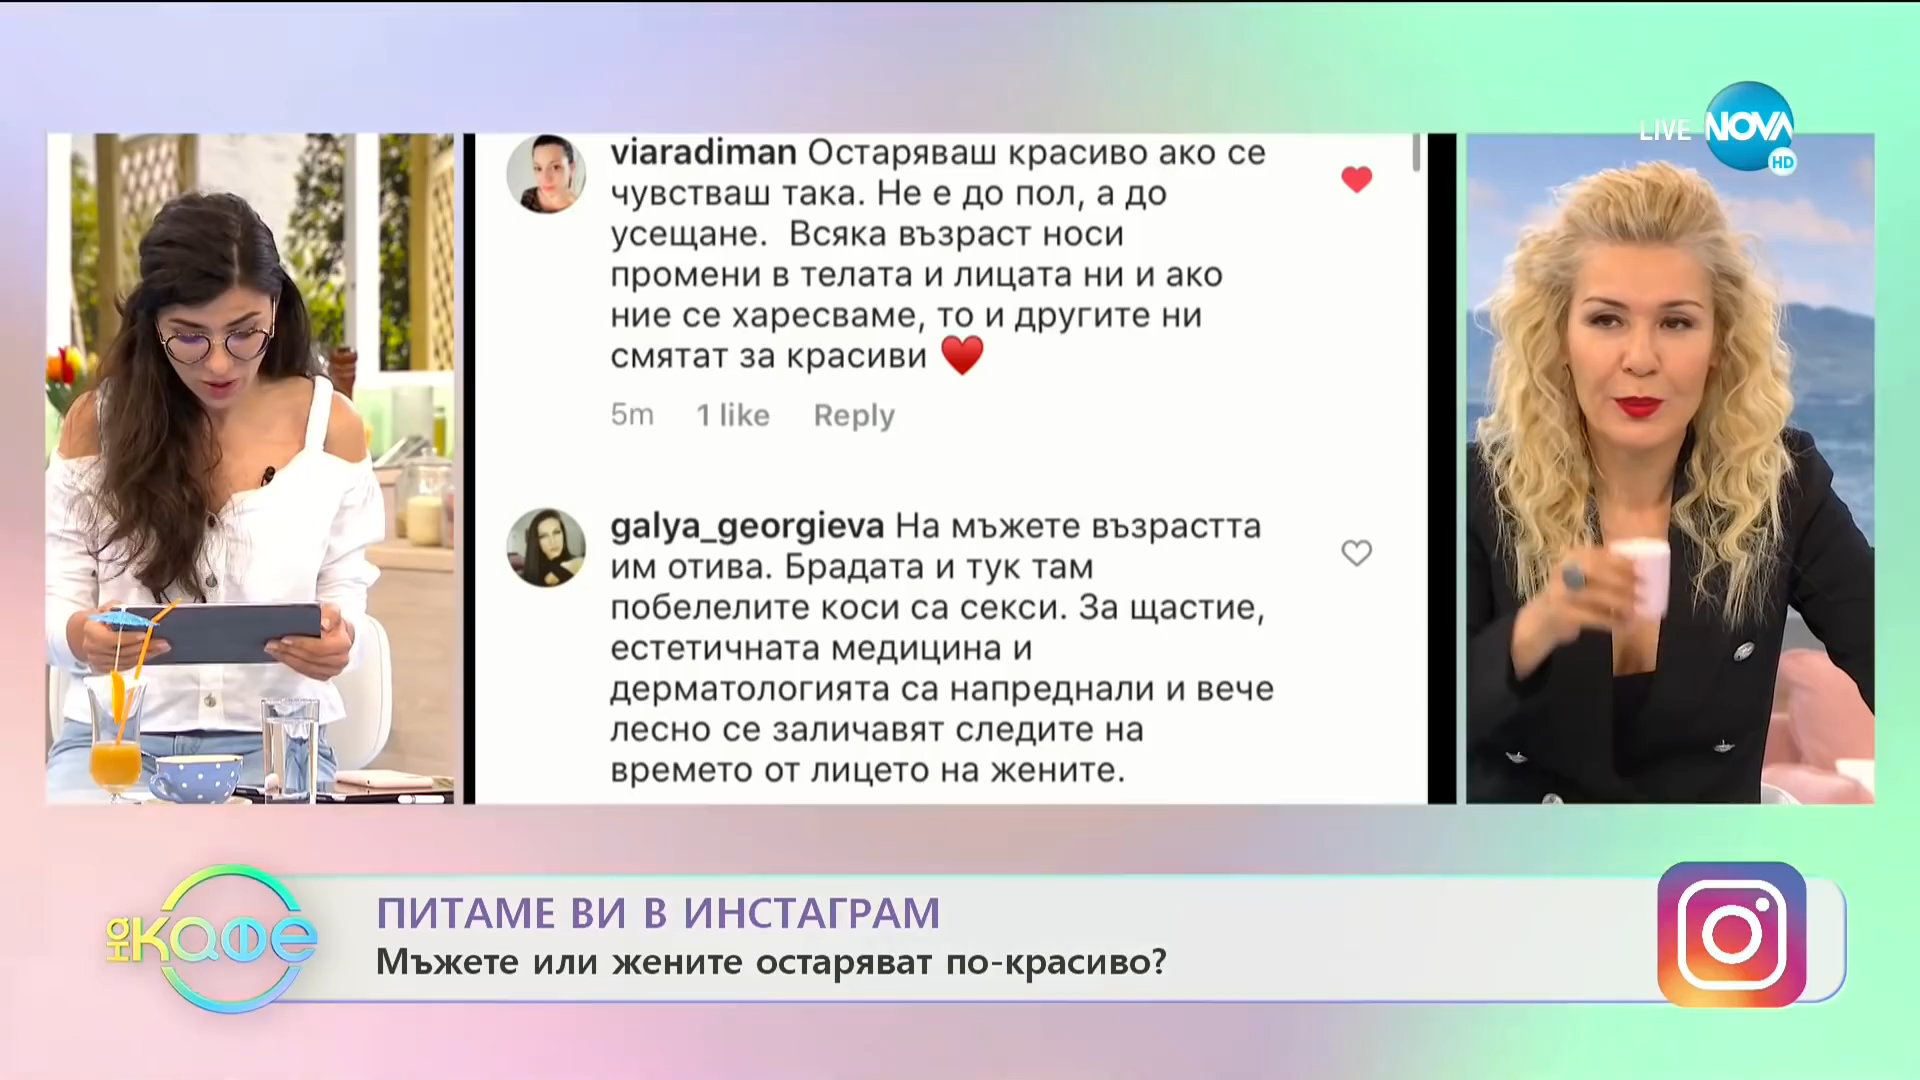 LIVE NOVA
HD
viaradiman Остаряваш красиво ако се
чувстваш така. Не е до пол, а до
усещане. Всяка възраст носи
промени в телата и лицата ни и ако
ние се харесваме, то и другите ни
смятат за красиви ❤️
5m 1 like Reply
galya_georgieva На мъжете възрастта
им отива. Брадата и тук там
побелелите коси са секси. За щастие,
естетичната медицина и
дерматологията са напреднали и вече
лесно се заличават следите на
времето от лицето на жените.
на кафе
ПИТАМЕ ВИ В ИНСТАГРАМ
Мъжете или жените остаряват по-красиво?